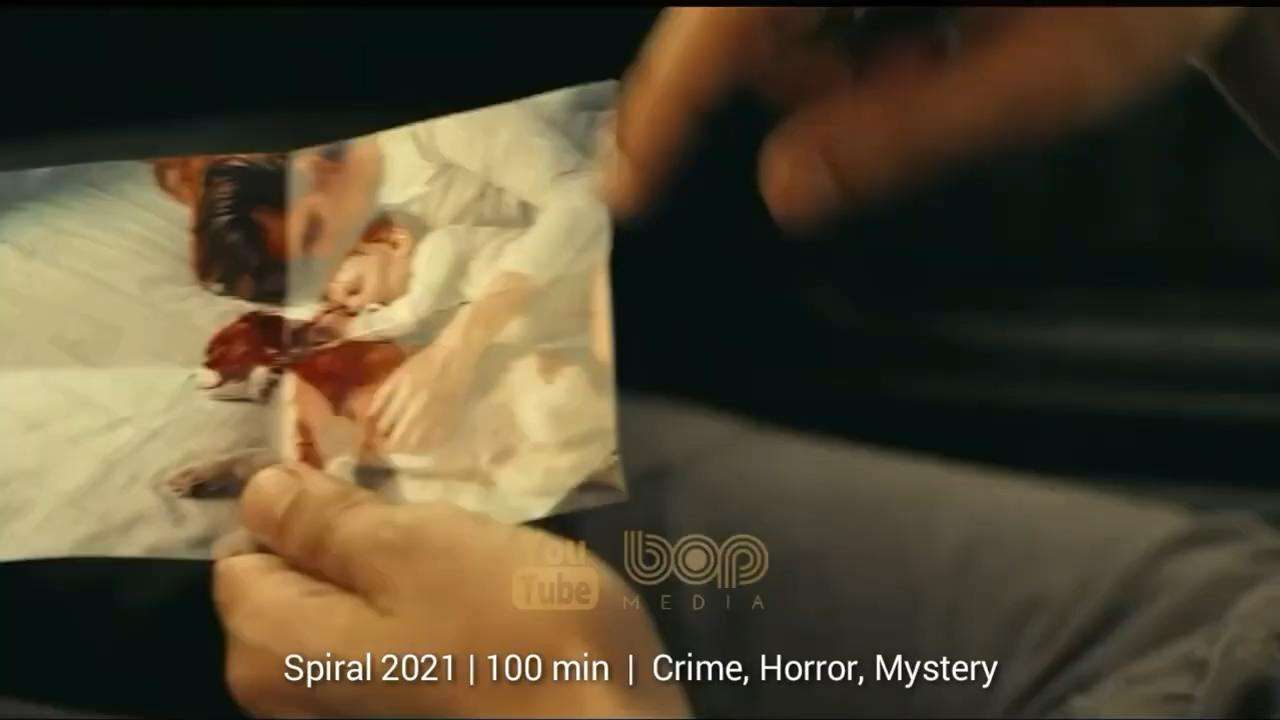 You
Tube
bop
MEDIA
Spiral 2021 | 100 min | Crime, Horror, Mystery